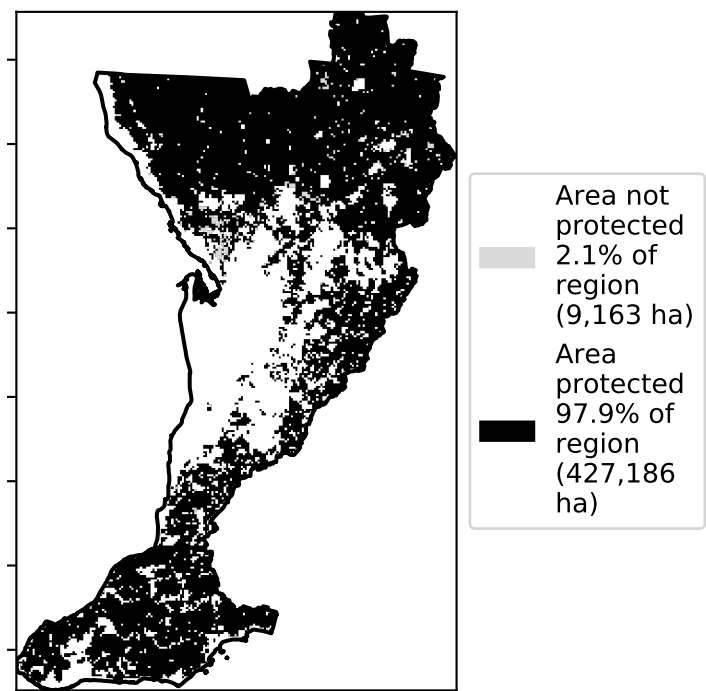 Area not
protected
2.1% of
region
(9,163 ha)
Area
protected
97.9% of
region
(427,186
ha)